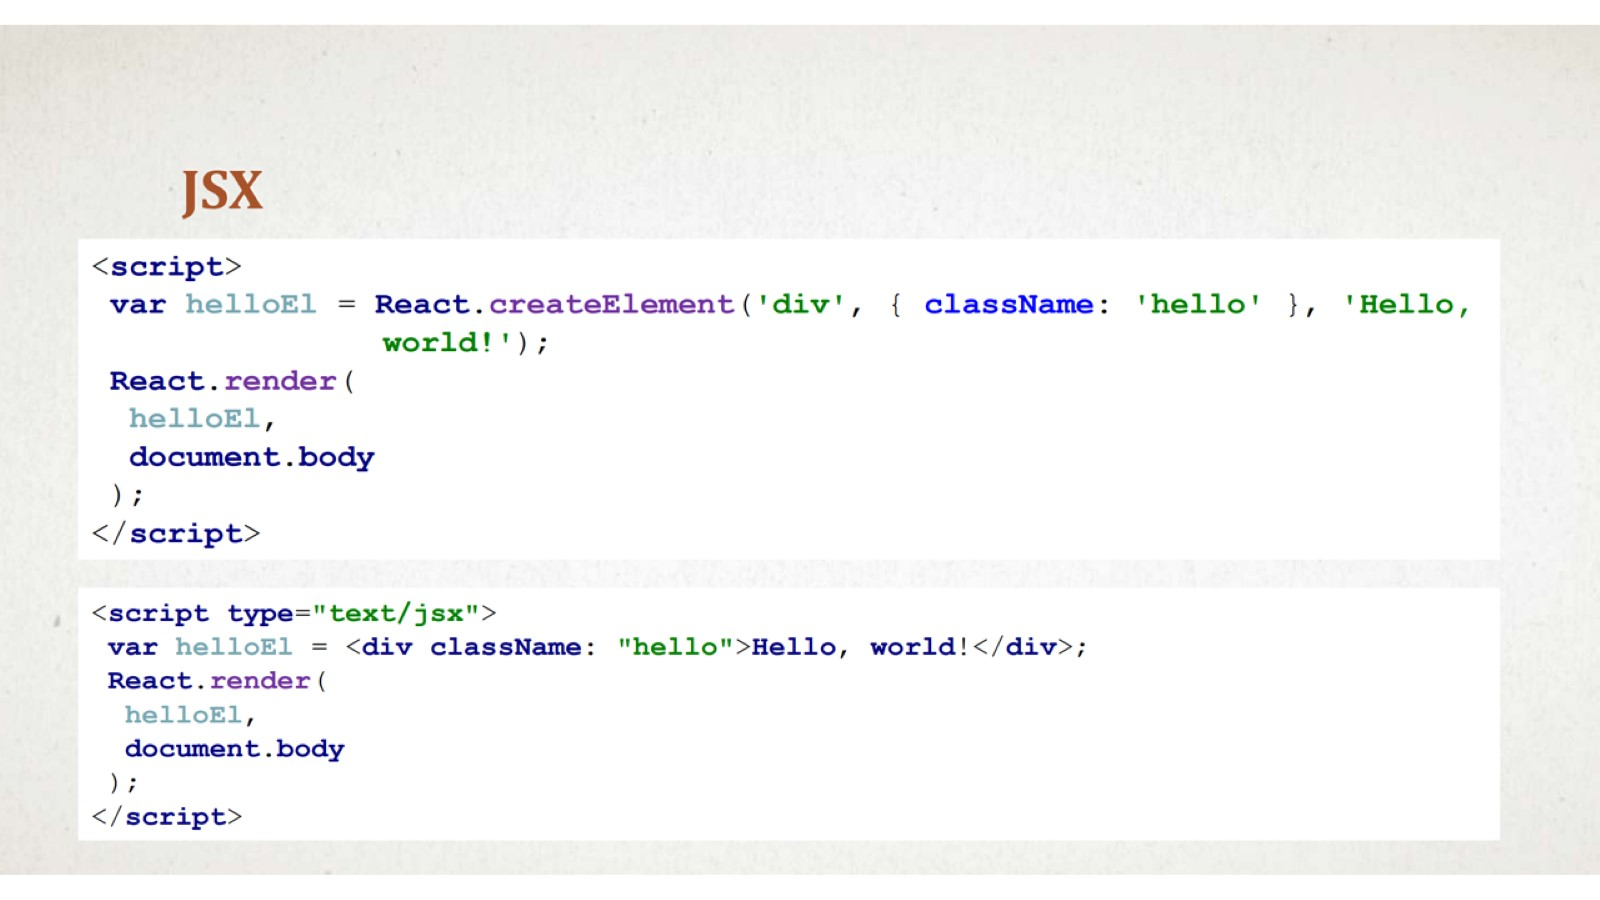 JSX
<script>
var helloEl = React.createElement('div', { className: 'hello' }, 'Hello,
world!');
React.render(
helloEl,
document.body
);
</script>
<script type="text/jsx">
var helloEl = <div className: "hello">Hello, world!</div>;
React.render(
helloEl,
document.body
);
</script>